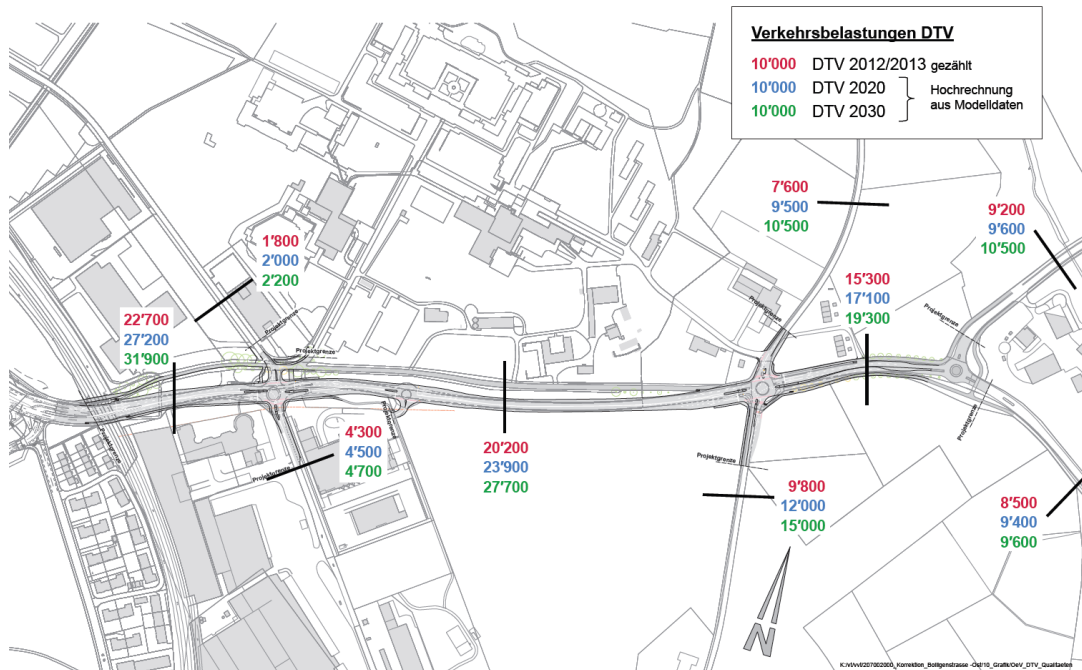 Verkehrsbelastungen DTV
10'000 DTV 2012/2013 gezählt
10'000 DTV 2020
10'000 DTV 2030
Hochrechnung
aus Modelldaten
7'600
9'500
10'500
9'200
9'600
10'500
1'800
2'000
2'200
15'300
17'100
19'300
22'700
27'200
31'900
Projektgrenze
Projektgrenze
Projektgrenze
Projektgrenze
4'300
4'500
4'700
20'200
23'900
27'700
Projektgrenze
Projektgrenze
Projektgrenze
Projektgrenze
Projektgrenze
9'800
12'000
15'000
8'500
9'400
9'600
N